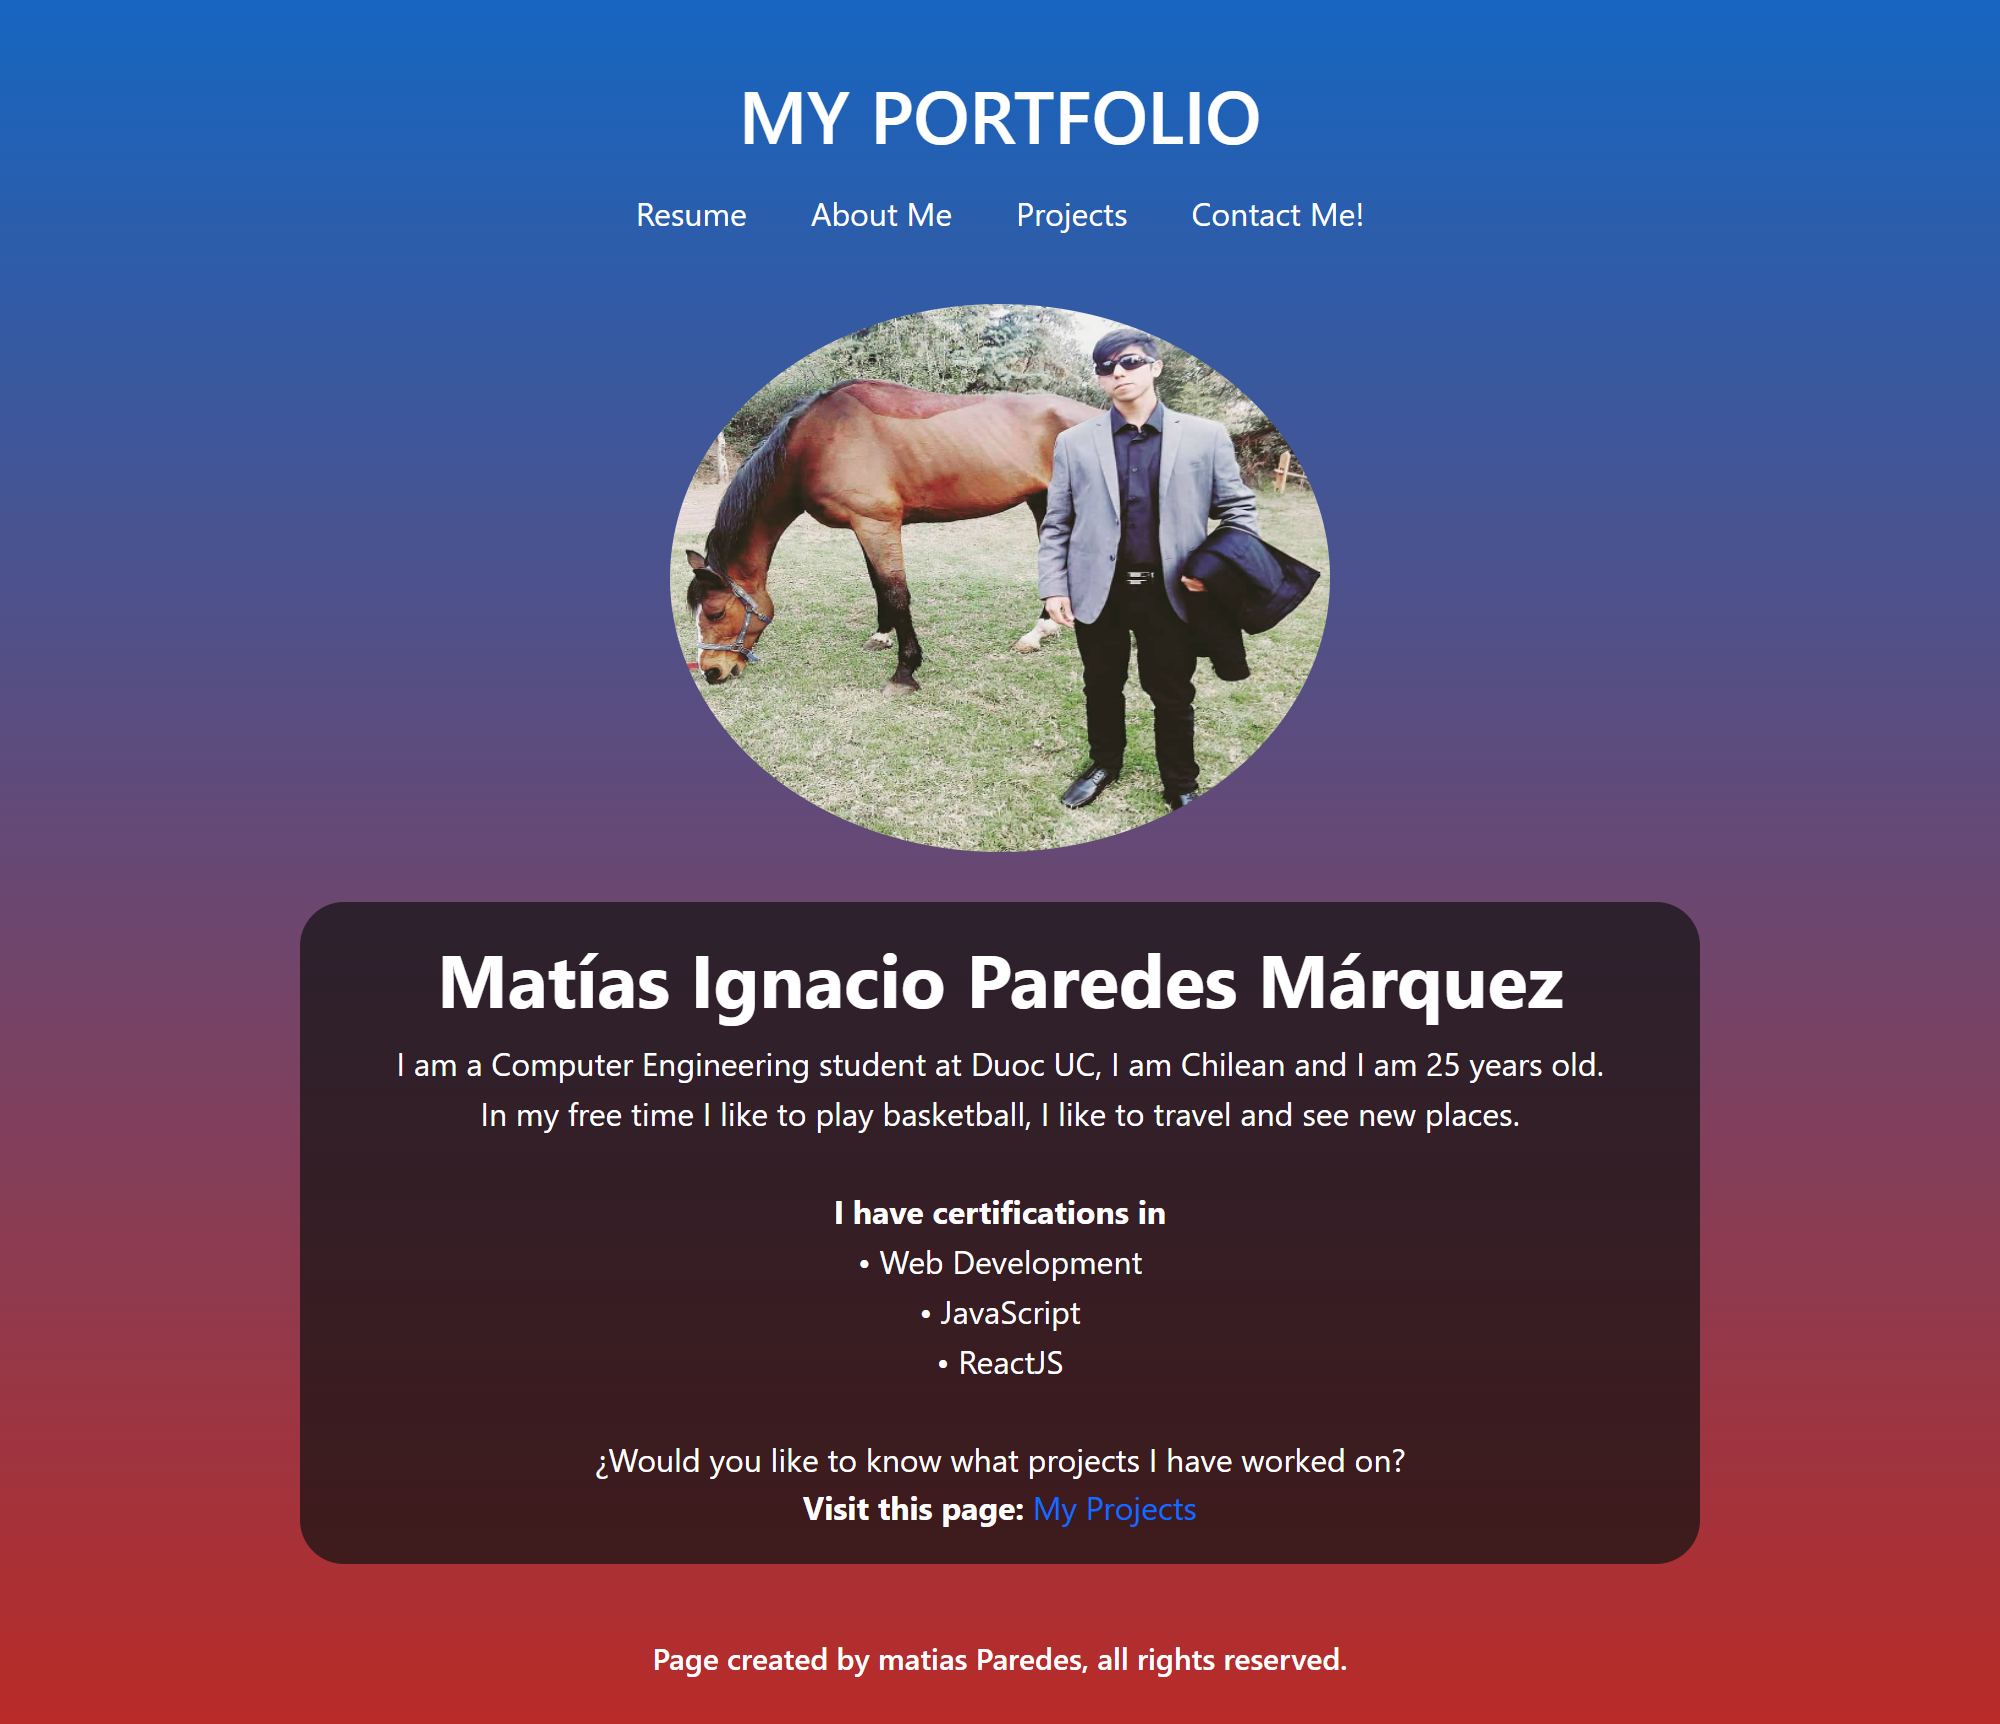 MY PORTFOLIO
Resume About Me Projects Contact Me!
Matías Ignacio Paredes Márquez
I am a Computer Engineering student at Duoc UC, I am Chilean and I am 25 years old.
In my free time I like to play basketball, I like to travel and see new places.
I have certifications in
• Web Development
• JavaScript
• ReactJS
¿Would you like to know what projects I have worked on?
Visit this page: My Projects
Page created by matias Paredes, all rights reserved.